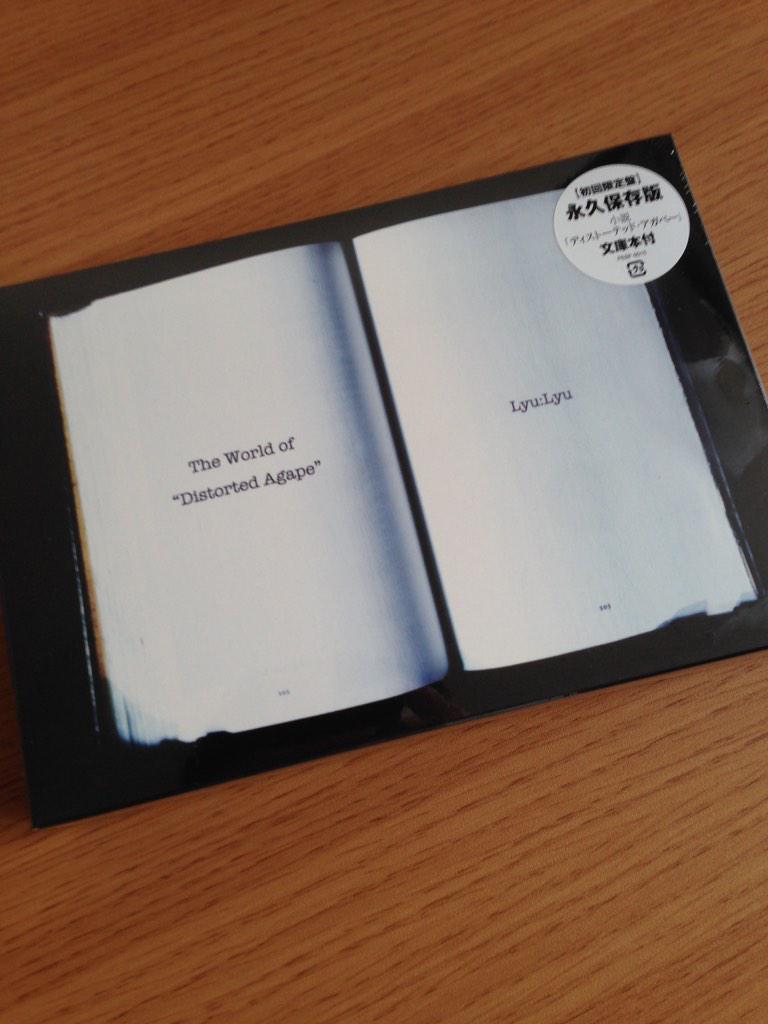 The World of
“Distorted Agape”
Lyu:Lyu
[初回限定盤]
永久保存版
小説
「ディストーテッド・アガペー」
文庫本付